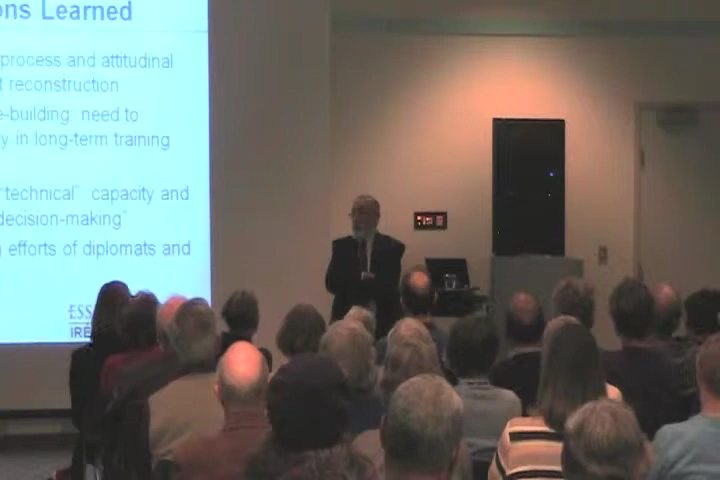 ons Learned
process and attitudinal
reconstruction
e-building: need to
y in long-term training
"technical" capacity and
decision-making"
efforts of diplomats and
ESS
IRE